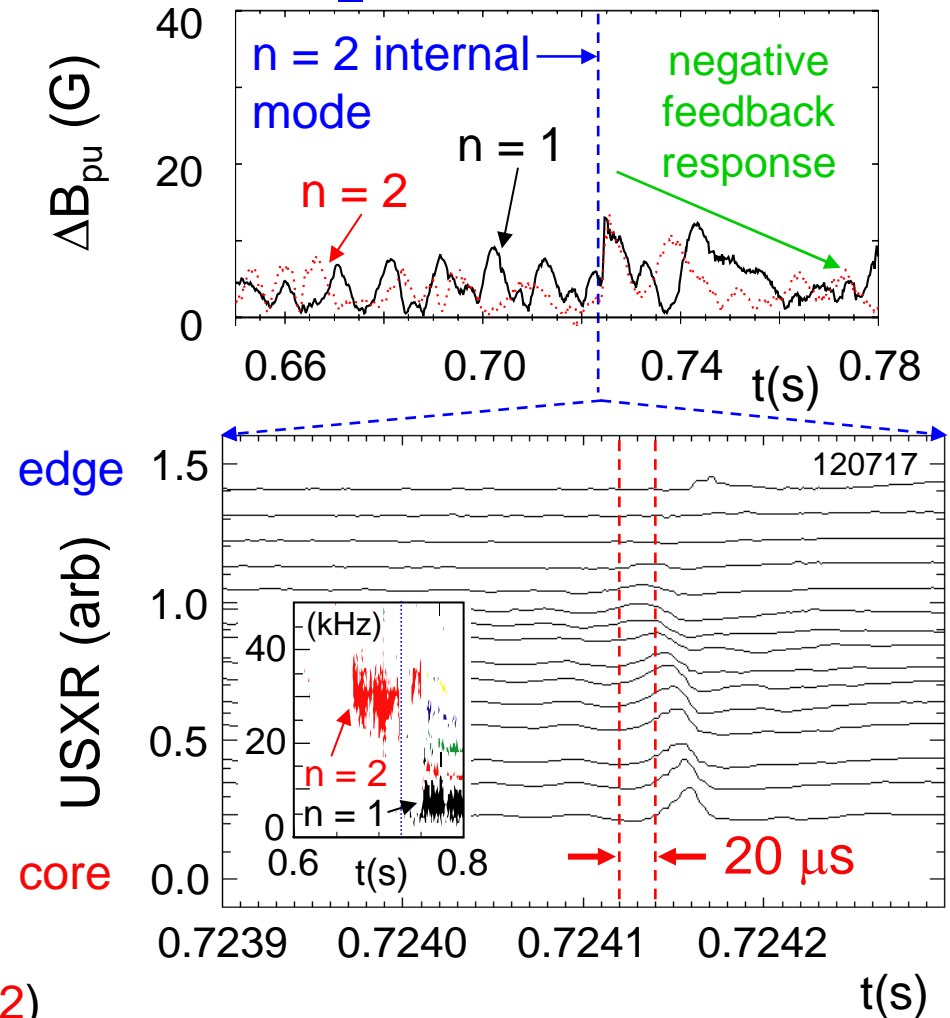 40
20
0
ΔB_pu (G)
n = 2 internal
mode
n = 1
n = 2
negative
feedback
response
0.66 0.70 0.74 0.78
t(s)
edge
core
USXR (arb)
1.5
1.0
0.5
0.0
120717
(kHz)
40
20
0
n = 2
n = 1
0.6 0.8
t(s)
20 μs
0.7239 0.7240 0.7241 0.7242
t(s)
2)